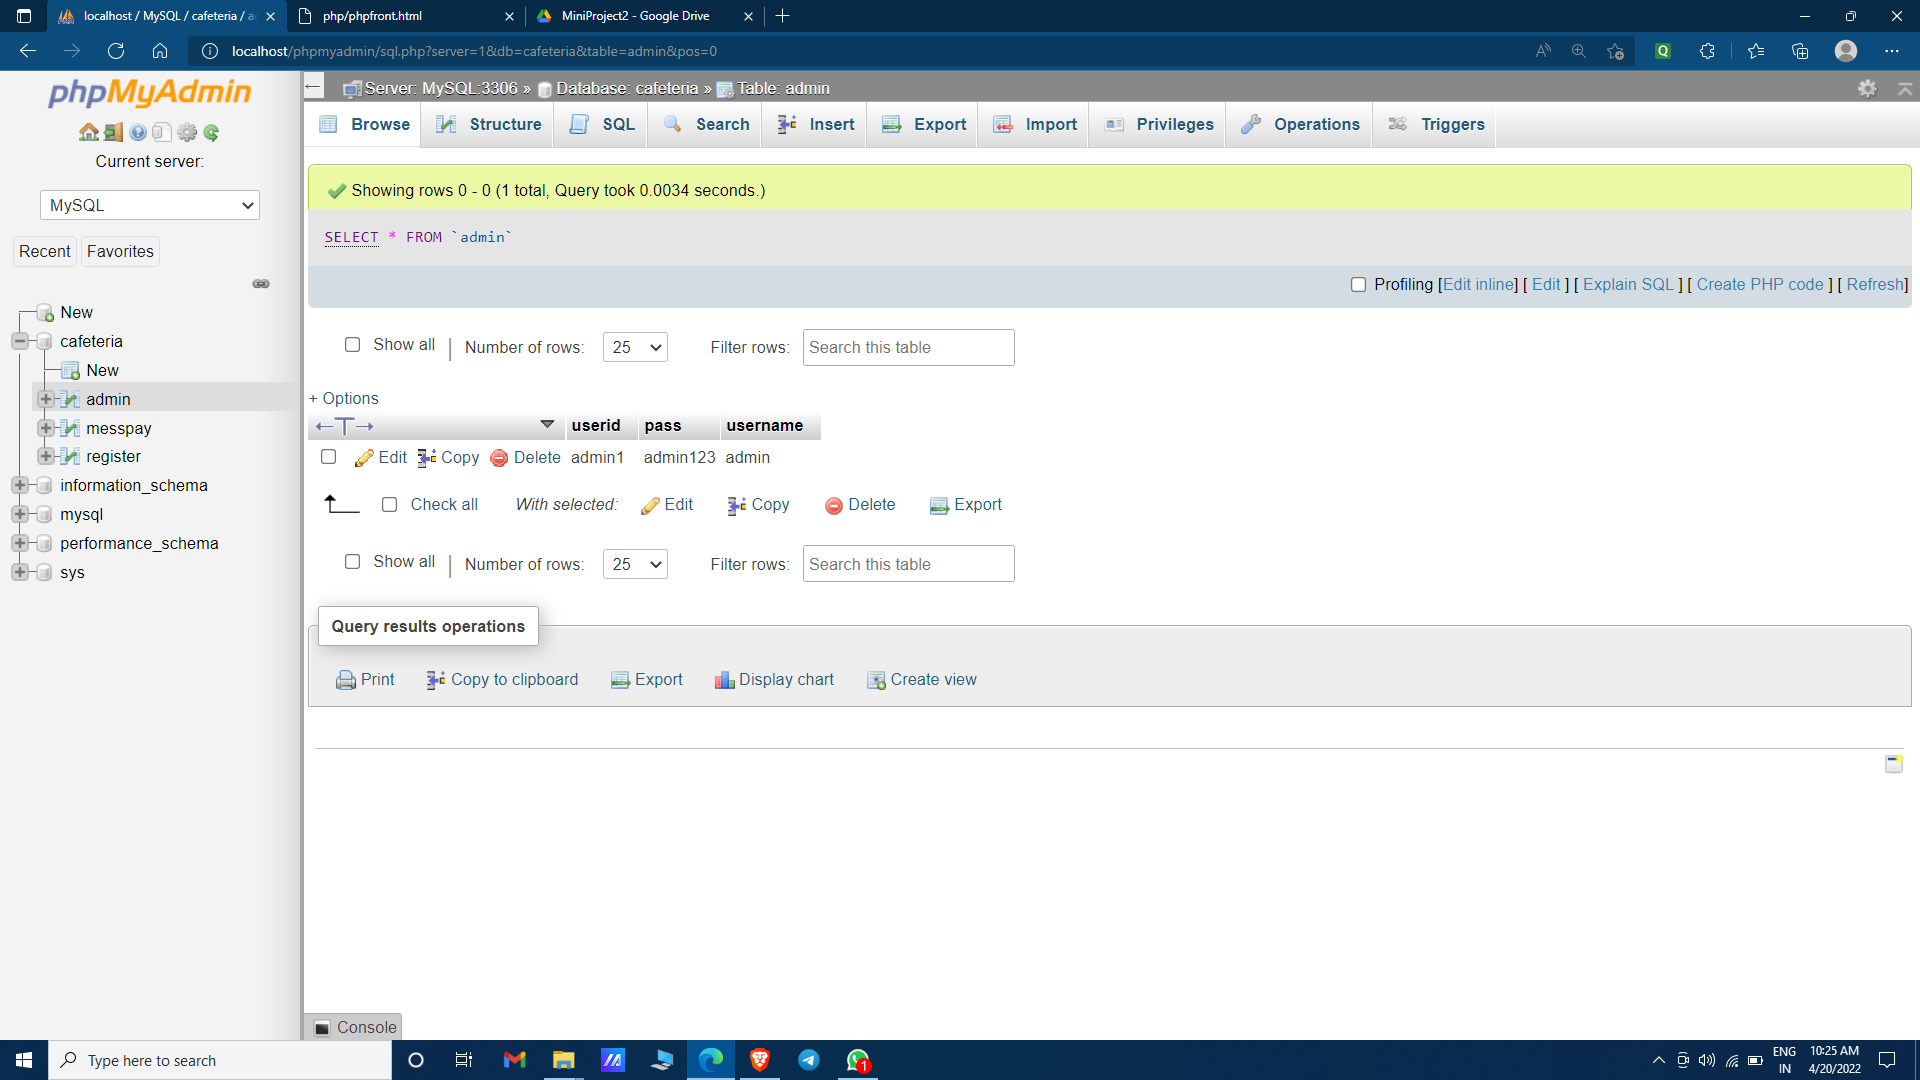 localhost / MySQL / cafeteria / a
php/phpfront.html
MiniProject2 - Google Drive
localhost/phpmyadmin/sql.php?server=1&db=cafeteria&table=admin&pos=0
phpMyAdmin
Current server:
MySQL
Recent
Favorites
New
cafeteria
New
admin
messpay
register
information_schema
mysql
performance_schema
sys
Server: MySQL:3306 » Database: cafeteria » Table: admin
Browse
Structure
SQL
Search
Insert
Export
Import
Privileges
Operations
Triggers
Showing rows 0 - 0 (1 total, Query took 0.0034 seconds.)
SELECT * FROM `admin`
Profiling [Edit inline] [ Edit ] [ Explain SQL ] [ Create PHP code ] [ Refresh]
Show all | Number of rows: 25 Filter rows: Search this table
+ Options
←T→ userid pass username
Edit Copy Delete admin1 admin123 admin
Check all With selected: Edit Copy Delete Export
Show all | Number of rows: 25 Filter rows: Search this table
Query results operations
Print Copy to clipboard Export Display chart Create view
Console
Type here to search
1
ENG
IN
10:25 AM
4/20/2022